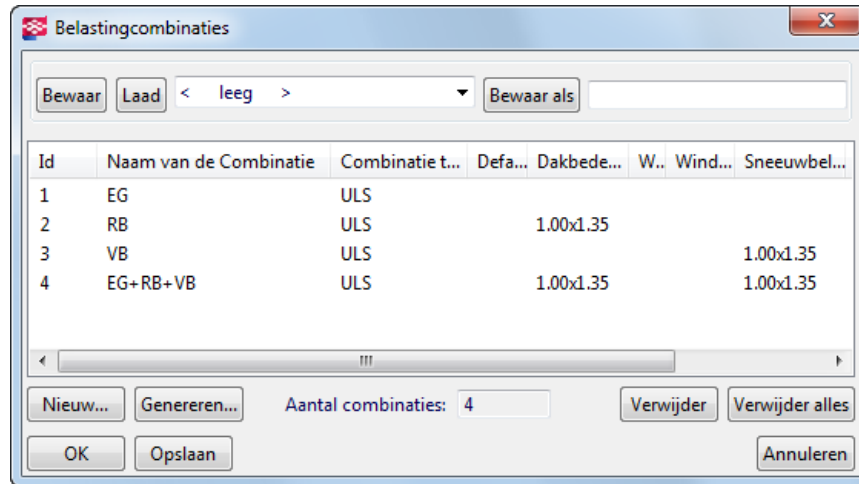 Belastingcombinaties
Bewaar Laad < leeg > Bewaar als
Id Naam van de Combinatie Combinatie t... Defa... Dakbede... W... Wind... Sneeuwbel...
1 EG ULS
2 RB ULS 1.00x1.35
3 VB ULS 1.00x1.35
4 EG+RB+VB ULS 1.00x1.35 1.00x1.35
Nieuw... Genereren... Aantal combinaties: 4 Verwijder Verwijder alles
OK Opslaan Annuleren